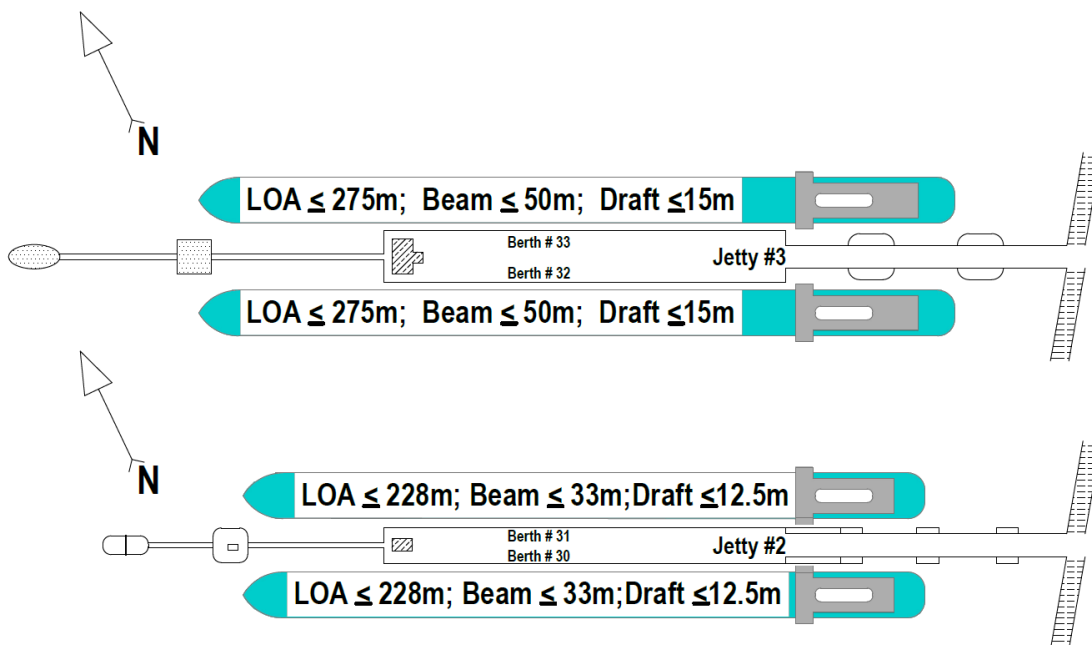 N
LOA ≤ 275m; Beam ≤ 50m; Draft ≤15m
Berth # 33
Jetty #3
Berth # 32
LOA ≤ 275m; Beam ≤ 50m; Draft ≤15m
N
LOA ≤ 228m; Beam ≤ 33m;Draft ≤12.5m
Berth # 31
Jetty #2
Berth # 30
LOA ≤ 228m; Beam ≤ 33m;Draft ≤12.5m